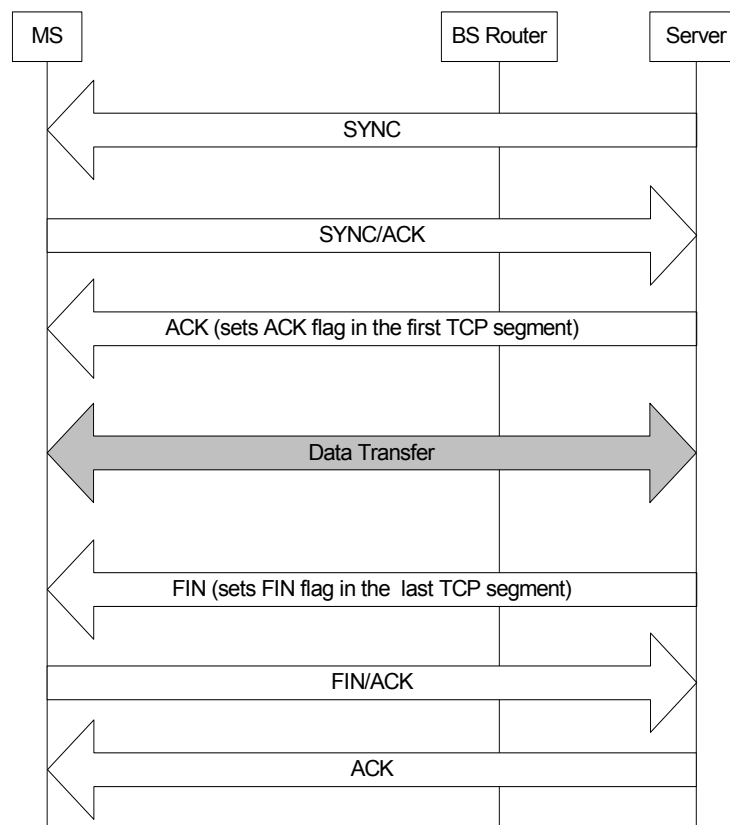 MS
BS Router
Server
SYNC
SYNC/ACK
ACK (sets ACK flag in the first TCP segment)
Data Transfer
FIN (sets FIN flag in the last TCP segment)
FIN/ACK
ACK